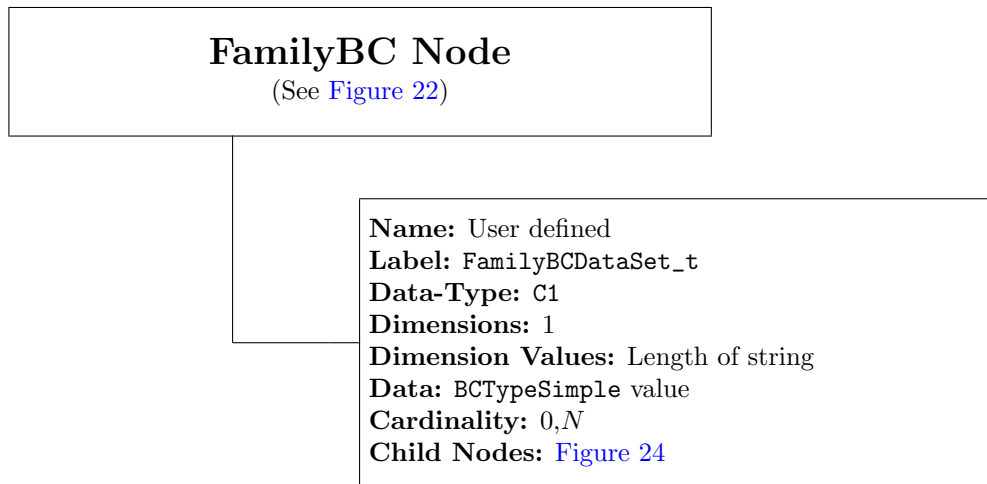 FamilyBC Node
(See Figure 22)
Name: User defined
Label: FamilyBCDataSet_t
Data-Type: C1
Dimensions: 1
Dimension Values: Length of string
Data: BCTypeSimple value
Cardinality: 0,N
Child Nodes: Figure 24